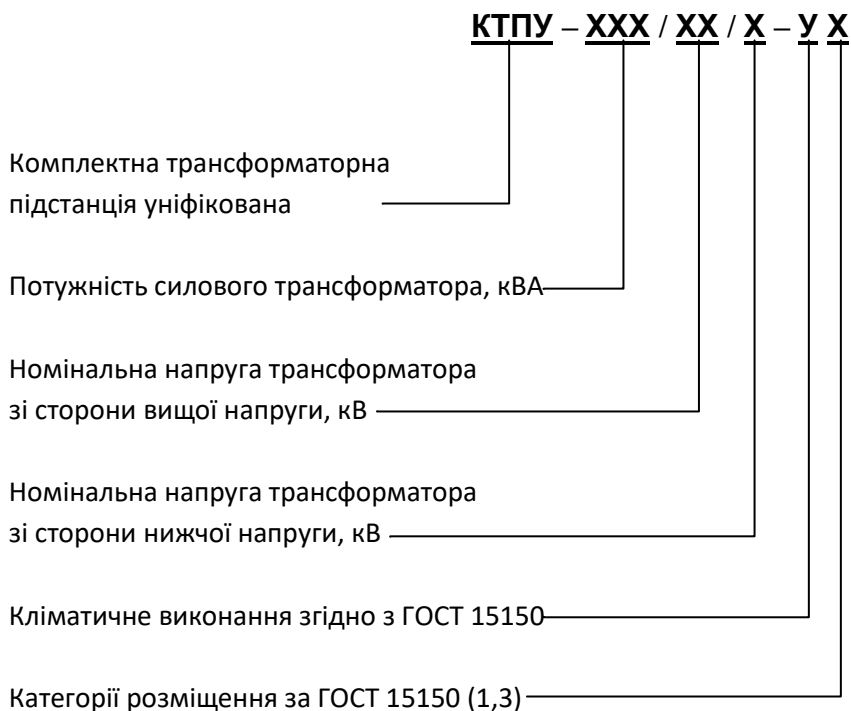 КТПУ – ХХХ / ХХ / Х – У Х
Комплектна трансформаторна
підстанція уніфікована
Потужність силового трансформатора, кВА
Номінальна напруга трансформатора
зі сторони вищої напруги, кВ
Номінальна напруга трансформатора
зі сторони нижчої напруги, кВ
Кліматичне виконання згідно з ГОСТ 15150
Категорії розміщення за ГОСТ 15150 (1,3)